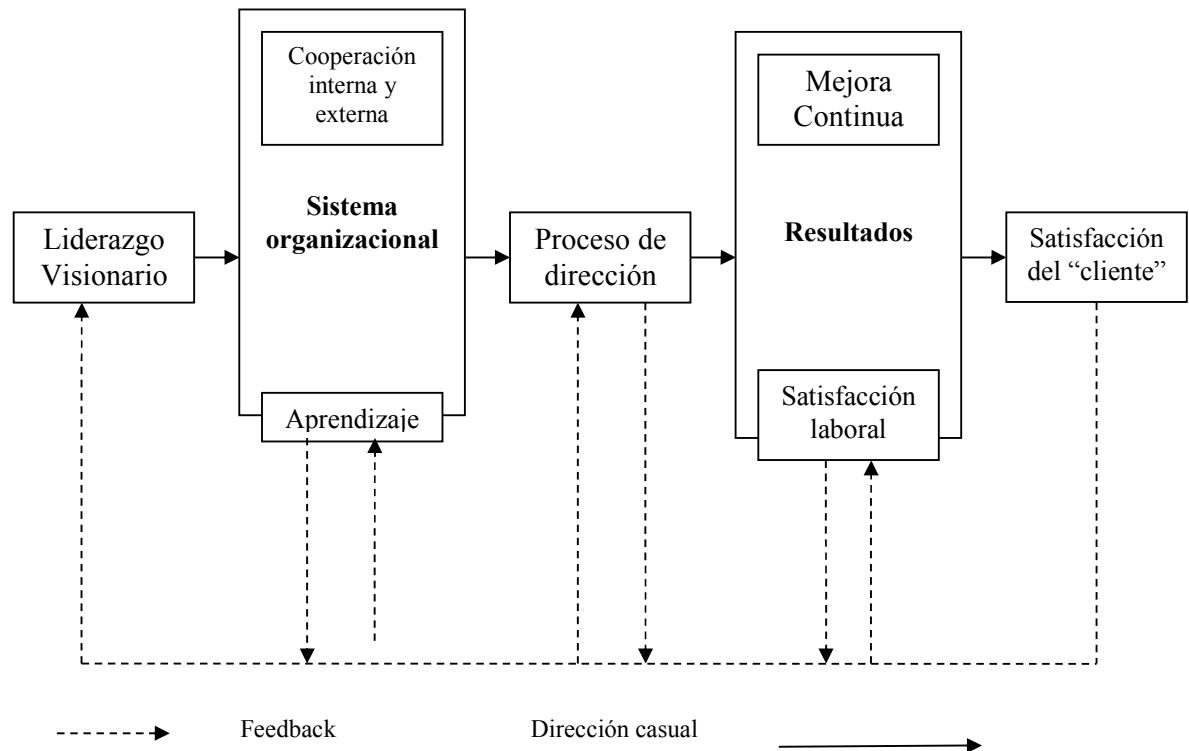 Cooperación
interna y
externa
Sistema
organizacional
Aprendizaje
Liderazgo
Visionario
Proceso de
dirección
Mejora
Continua
Resultados
Satisfacción
laboral
Satisfacción
del “cliente”
Feedback
Dirección casual